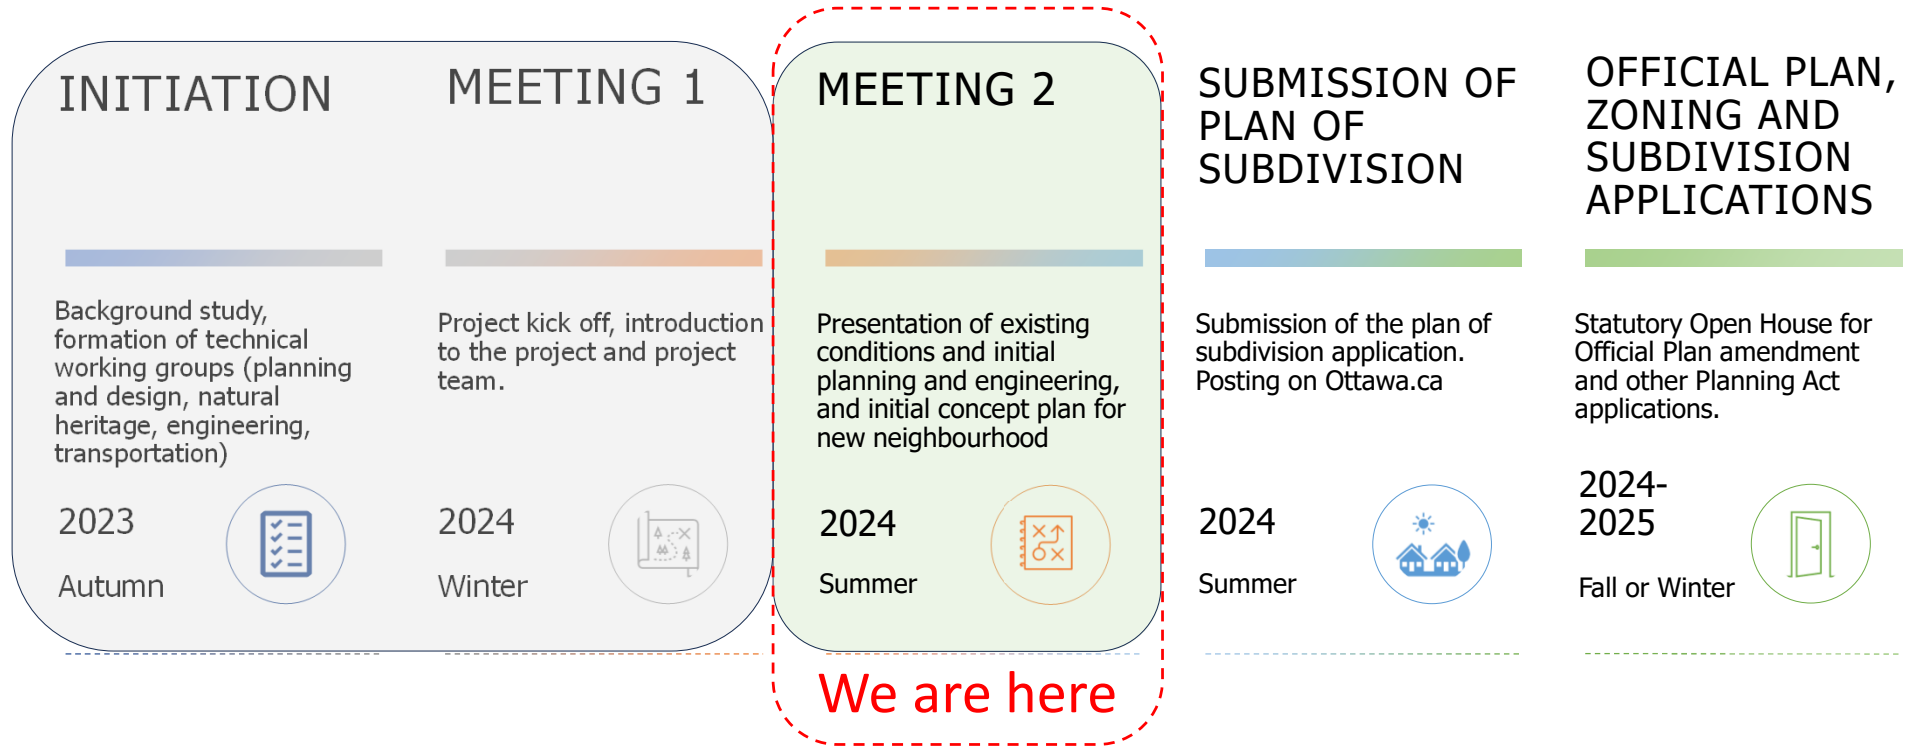 INITIATION
Background study,
formation of technical
working groups (planning
and design, natural
heritage, engineering,
transportation)
2023
Autumn
MEETING 1
Project kick off, introduction
to the project and project
team.
2024
Winter
MEETING 2
Presentation of existing
conditions and initial
planning and engineering,
and initial concept plan for
new neighbourhood
2024
Summer
We are here
SUBMISSION OF
PLAN OF
SUBDIVISION
Submission of the plan of
subdivision application.
Posting on Ottawa.ca
2024
Summer
OFFICIAL PLAN,
ZONING AND
SUBDIVISION
APPLICATIONS
Statutory Open House for
Official Plan amendment
and other Planning Act
applications.
2024-
2025
Fall or Winter